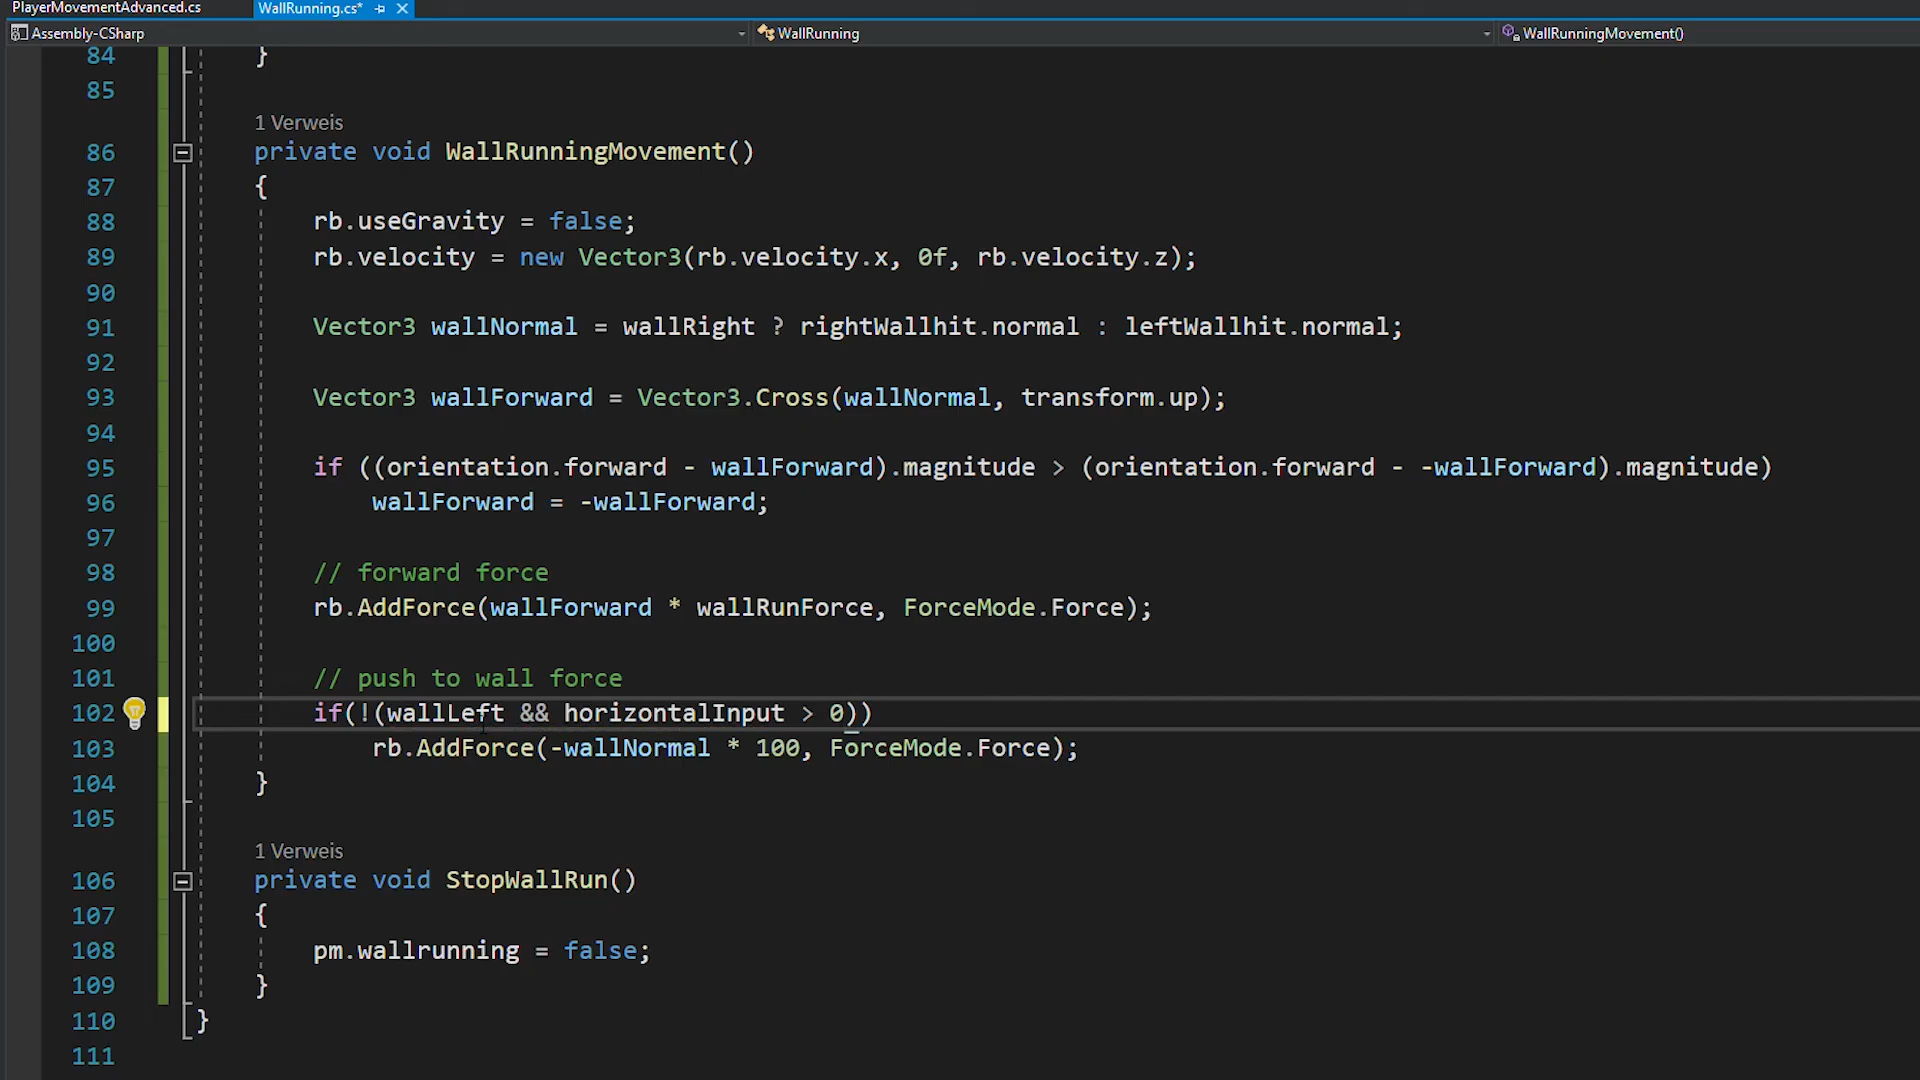 PlayerMovementAdvanced.cs
WallRunning.cs*
Assembly-CSharp
WallRunning
WallRunningMovement()
84 }
85
1 Verweis
86 private void WallRunningMovement()
87 {
88 rb.useGravity = false;
89 rb.velocity = new Vector3(rb.velocity.x, 0f, rb.velocity.z);
90
91 Vector3 wallNormal = wallRight ? rightWallhit.normal : leftWallhit.normal;
92
93 Vector3 wallForward = Vector3.Cross(wallNormal, transform.up);
94
95 if ((orientation.forward - wallForward).magnitude > (orientation.forward - -wallForward).magnitude)
96 wallForward = -wallForward;
97
98 // forward force
99 rb.AddForce(wallForward * wallRunForce, ForceMode.Force);
100
101 // push to wall force
102 if(!(wallLeft && horizontalInput > 0))
103 rb.AddForce(-wallNormal * 100, ForceMode.Force);
104 }
105
1 Verweis
106 private void StopWallRun()
107 {
108 pm.wallrunning = false;
109 }
110 }
111